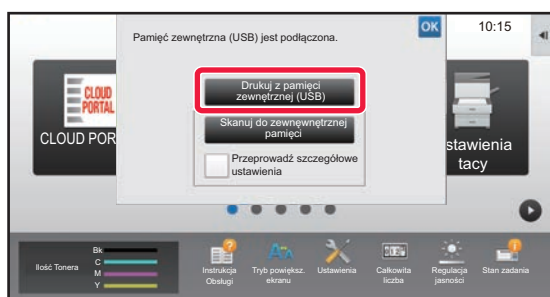 Pamięć zewnętrzna (USB) jest podłączona.
OK
10:15
Drukuj z pamięci
zewnętrznej (USB)
Skanuj do zewnęwnętrznej
pamięci
Przeprowadź szczegółowe
ustawienia
CLOUD
PORTAL
CLOUD POR
stawienia
tacy
Ilość Tonera
Bk
C
M
Y
Instrukcja
Obsługi
Tryb powiększ.
ekranu
Ustawienia
Całkowita
liczba
Regulacja
jasności
Stan zadania